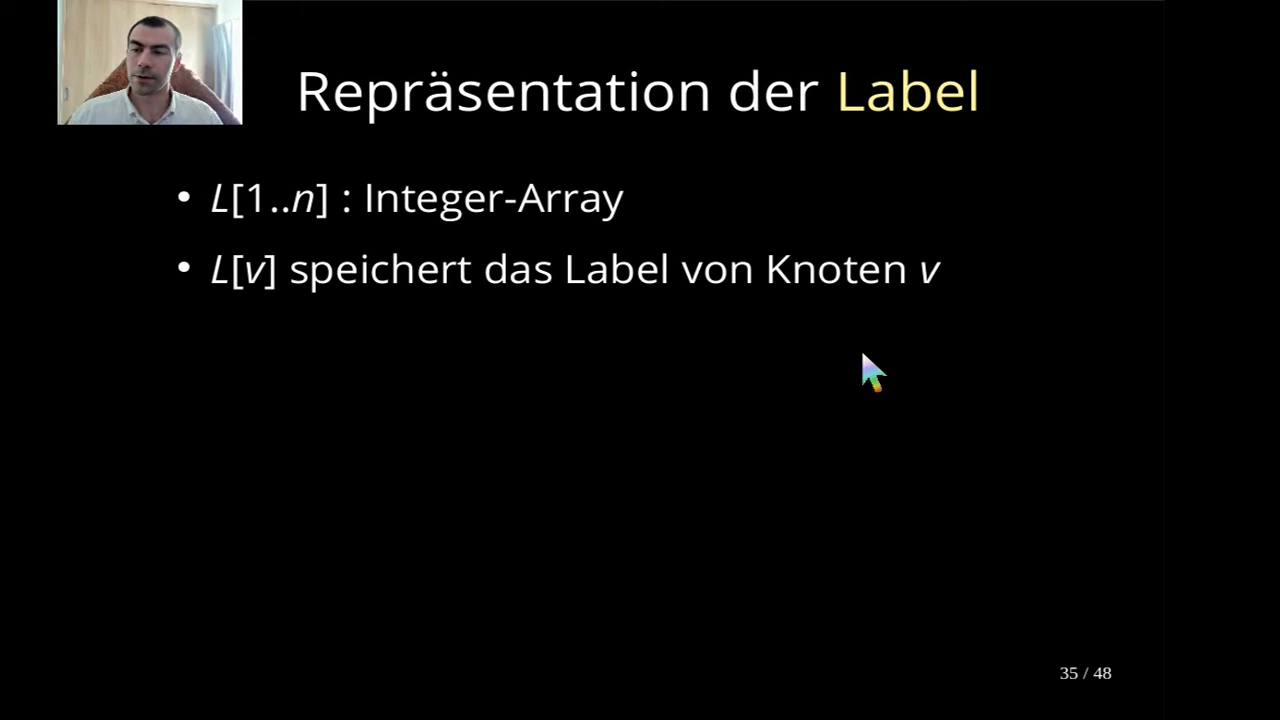 Repräsentation der Label
• L[1..n] : Integer-Array
• L[v] speichert das Label von Knoten v
35 / 48